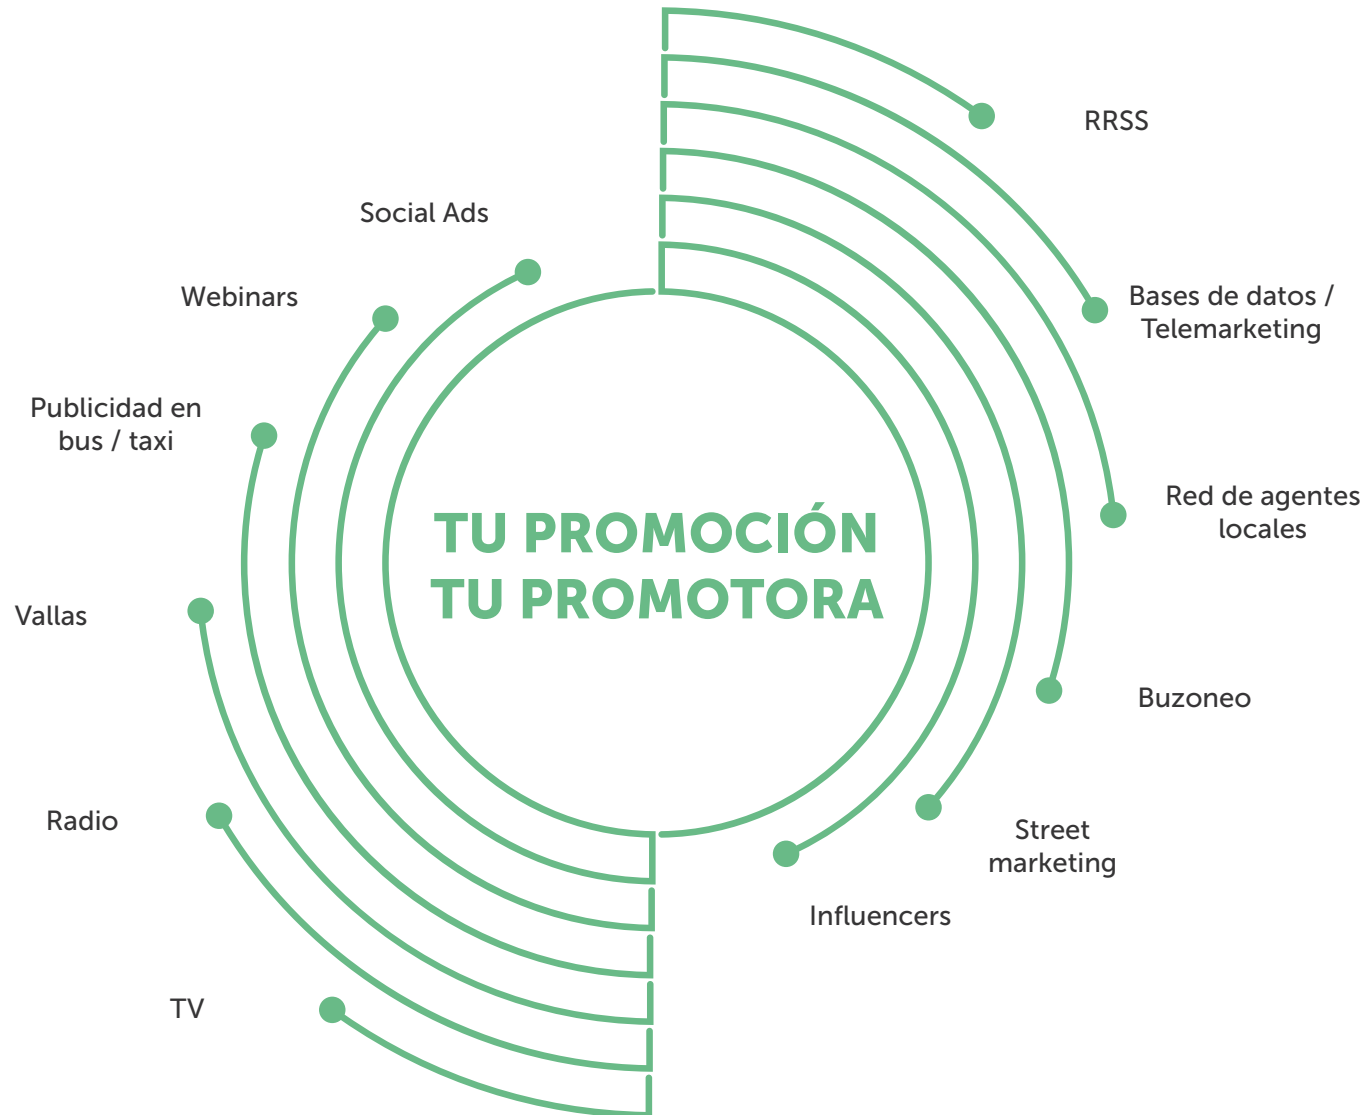 RRSS
Bases de datos /
Telemarketing
Red de agentes
locales
Buzoneo
Street
marketing
Influencers
Social Ads
Webinars
Publicidad en
bus / taxi
Vallas
Radio
TV
TU PROMOCIÓN
TU PROMOTORA